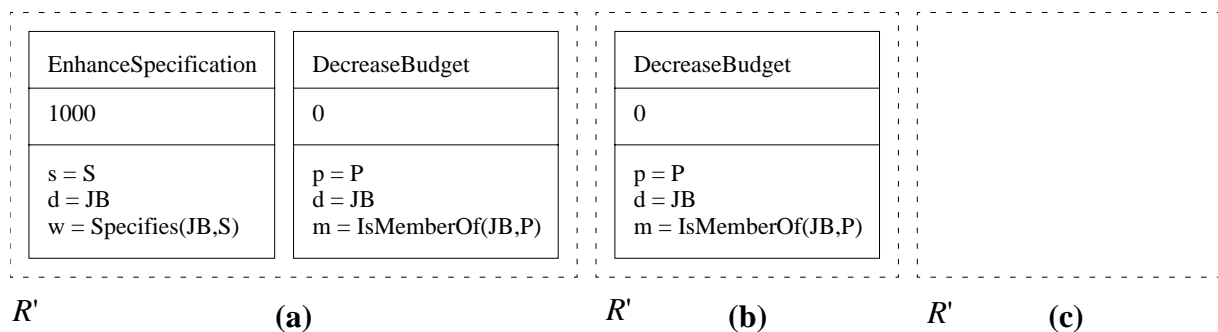 EnhanceSpecification
1000
s = S
d = JB
w = Specifies(JB,S)
DecreaseBudget
0
p = P
d = JB
m = IsMemberOf(JB,P)
R' (a)
DecreaseBudget
0
p = P
d = JB
m = IsMemberOf(JB,P)
R' (b)
R' (c)